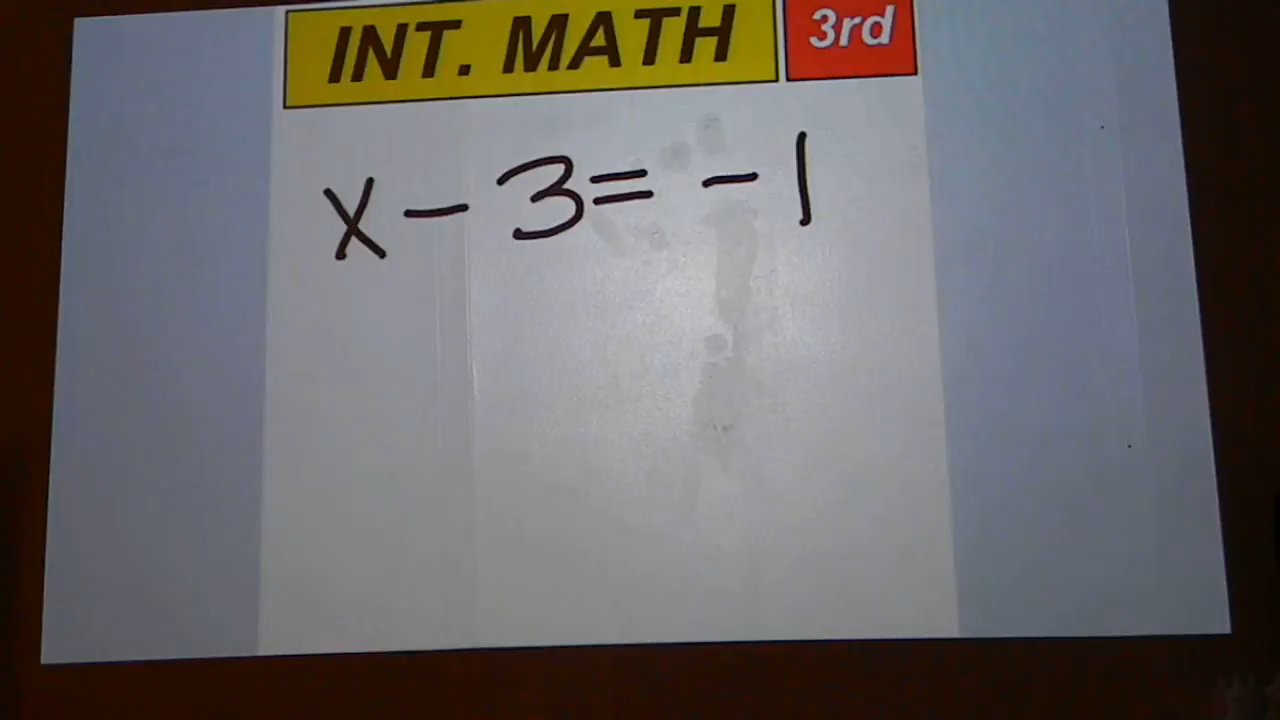 INT. MATH 3rd
x - 3 = - 1